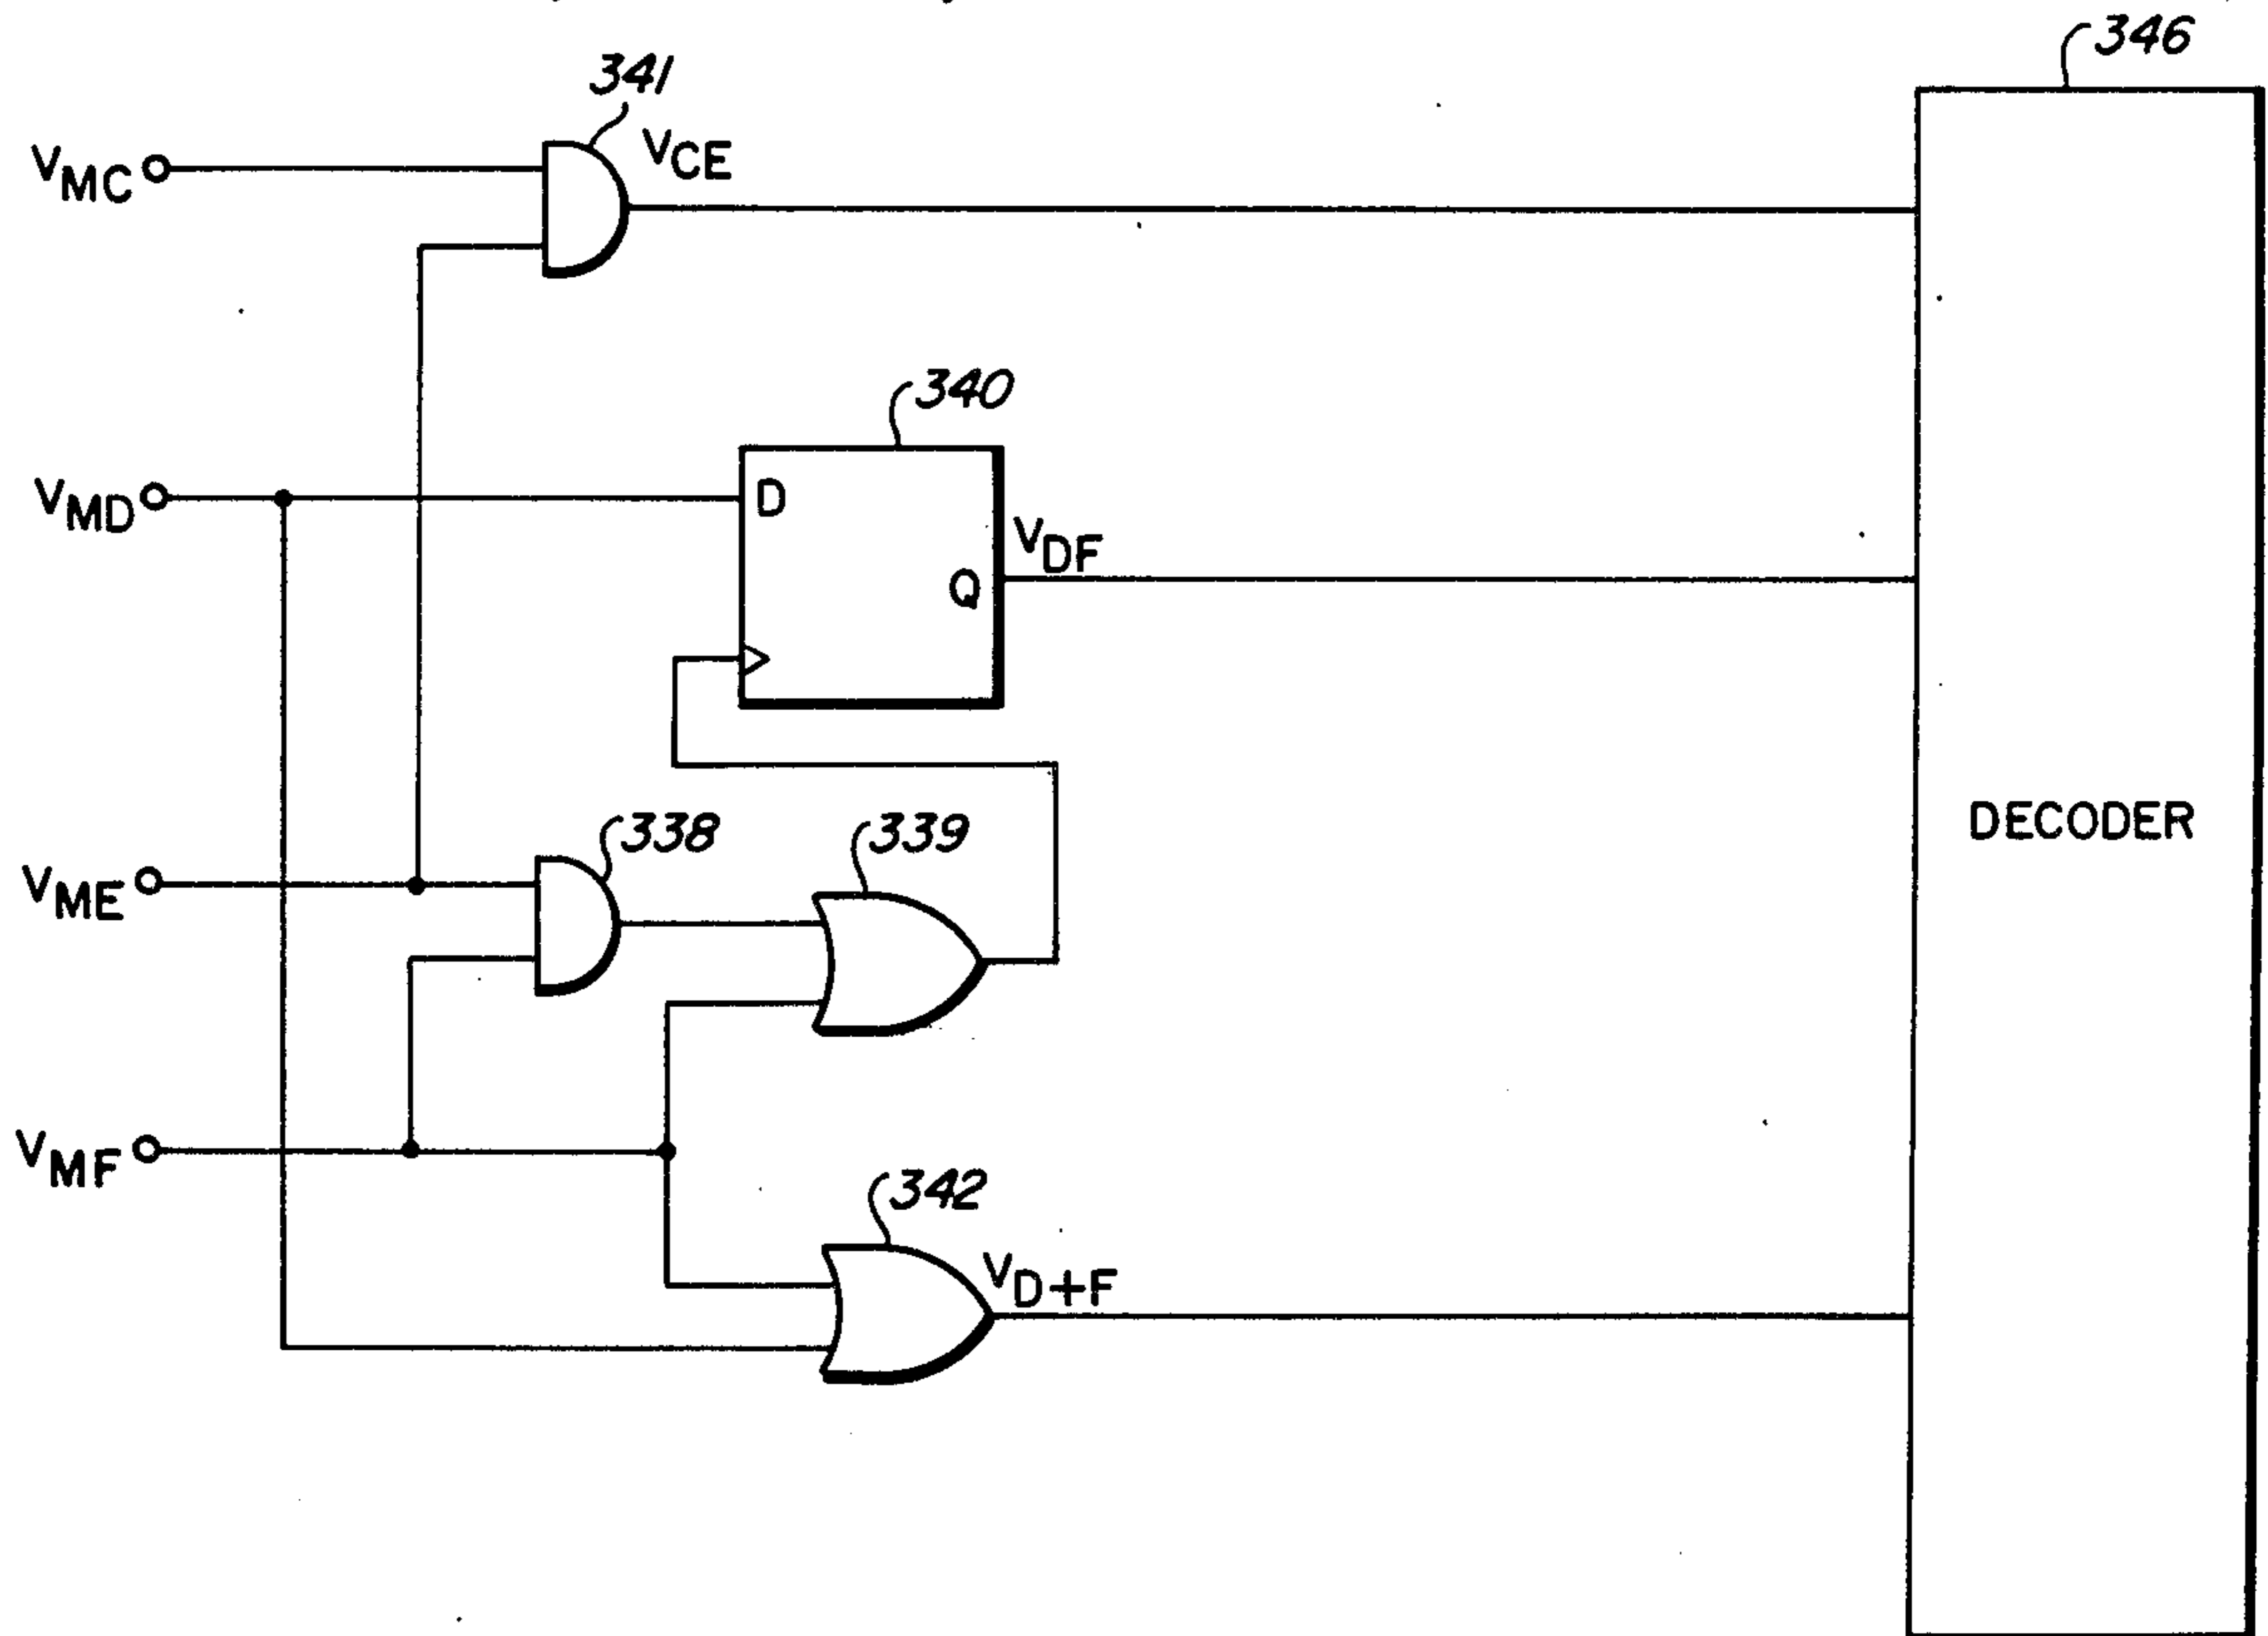 346
341
VMC
VCE
340
VMD
D
VDF
Q
338
339
DECODER
VME
VMF
342
VD+F